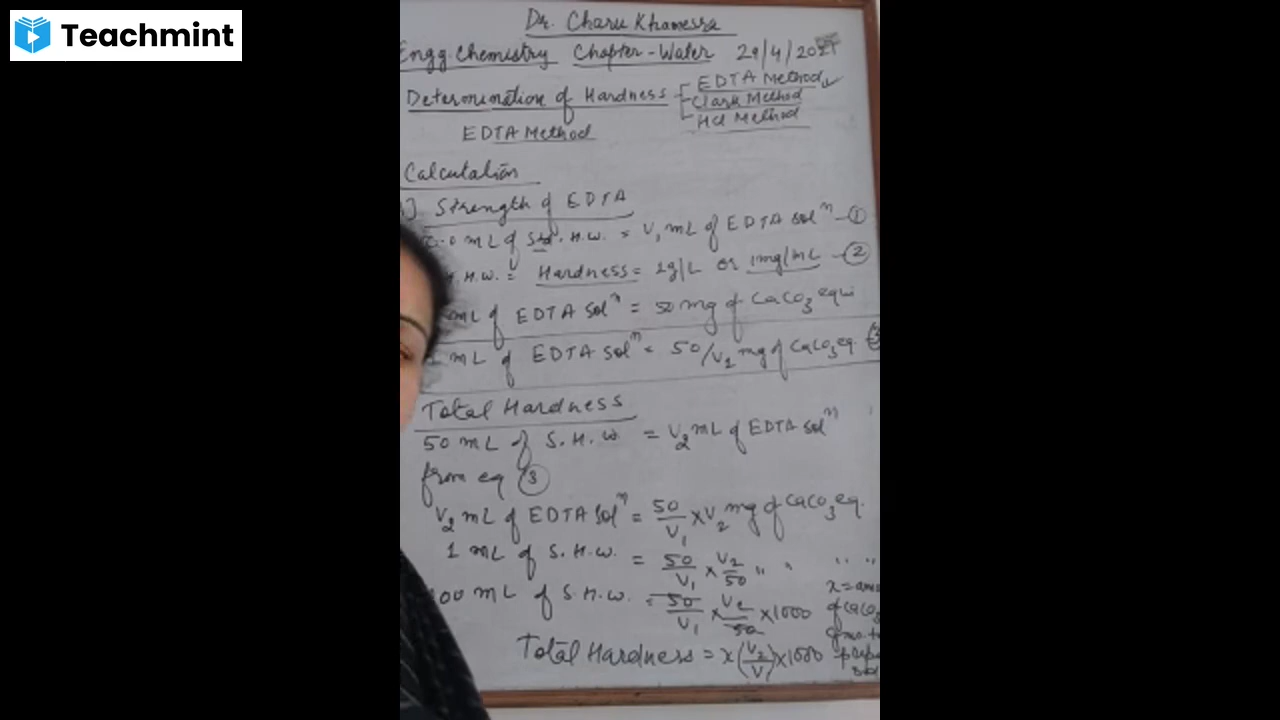 Teachmint
Dr. Charu Khamesra
Engg. Chemistry Chapter-Water 29/4/2021
Determination of Hardness
EDTA Method
Clark Method
HCl Method
EDTA Method
Calculation
Strength of EDTA
mL of Std. H.W. = V1 mL of EDTA solⁿ - ①
H.W. = Hardness = 1g/L or 1mg/mL - ②
mL of EDTA solⁿ = 50 mg of CaCO3 equi
1 mL of EDTA solⁿ = 50/V1 mg of CaCO3 eq.
Total Hardness
50 mL of S.H.W = V2 mL of EDTA solⁿ
from eq ③
V2 mL of EDTA solⁿ = 50/V1 × V2 mg of CaCO3 eq.
1 mL of S.H.W. = 50/V1 × V2/50 " " " "
mL of S.H.W. = 50/V1 × V2/50 × 1000
x =
of CaCO3
Total Hardness = x (V2/V1) × 1000